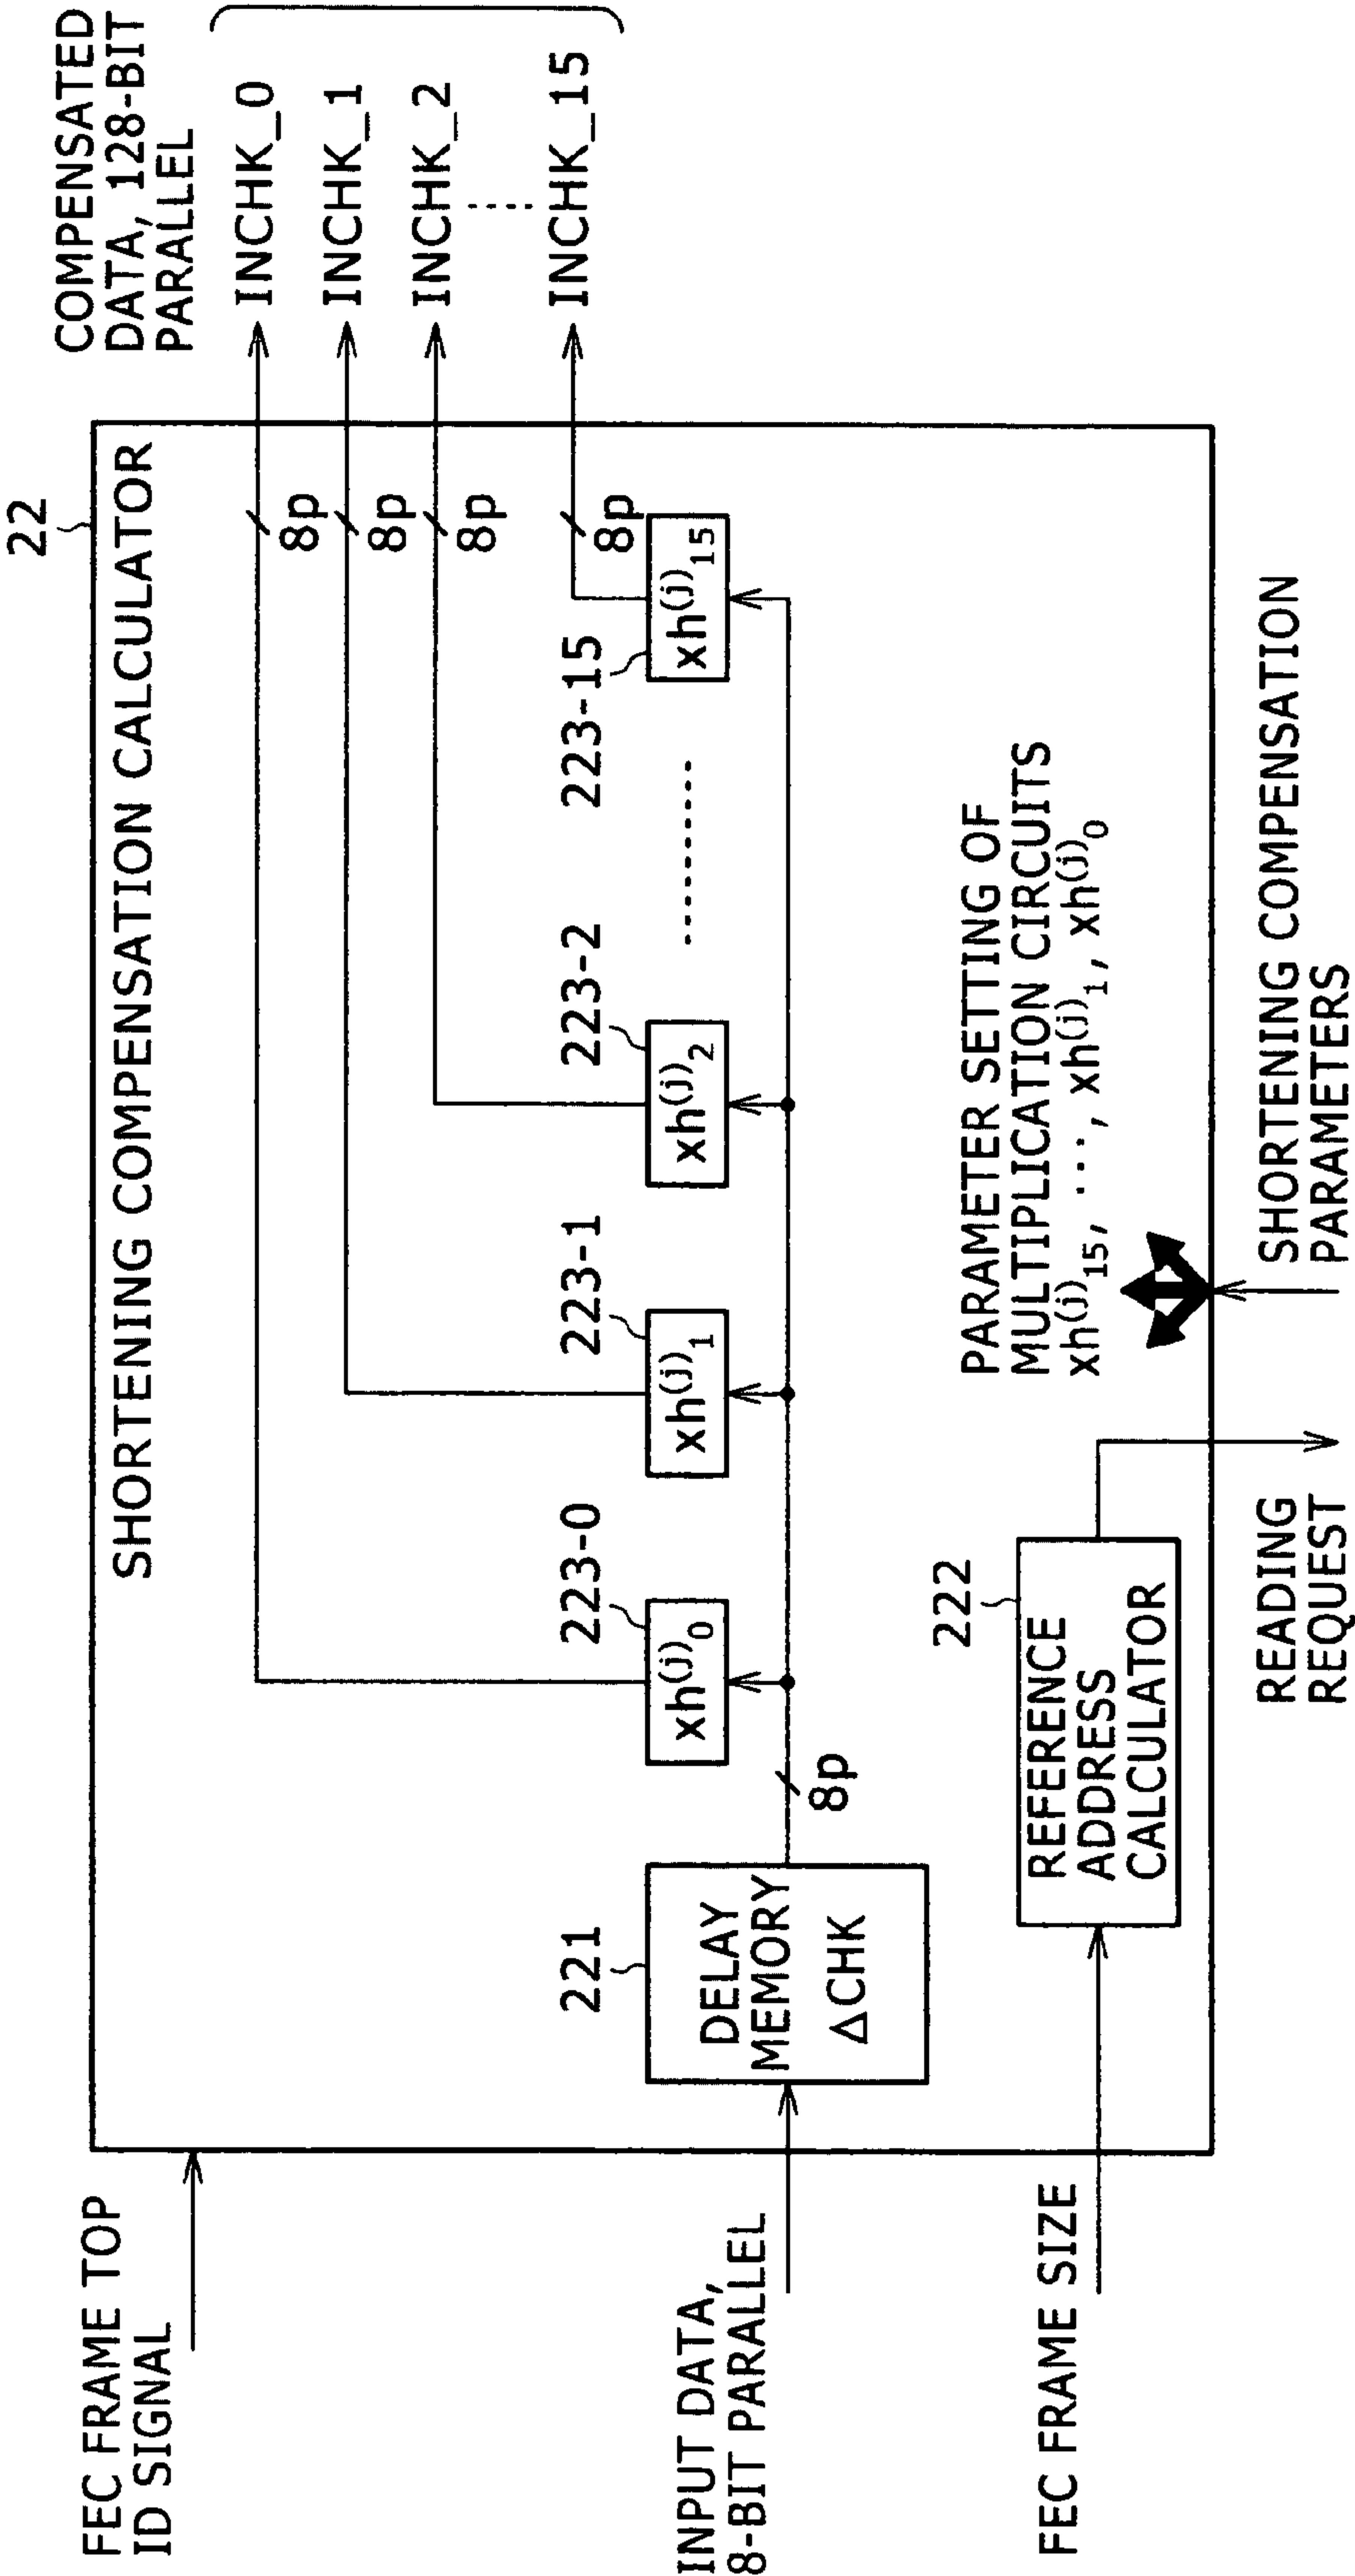 22
SHORTENING COMPENSATION CALCULATOR
FEC FRAME TOP
ID SIGNAL
COMPENSATED
DATA, 128-BIT
PARALLEL
INCHK_0
INCHK_1
INCHK_2
INCHK_15
8p
8p
8p
8p
223-0
xh⁽ʲ⁾₀
223-1
xh⁽ʲ⁾₁
223-2
xh⁽ʲ⁾₂
223-15
xh⁽ʲ⁾₁₅
221
DELAY
MEMORY
ΔCHK
8p
INPUT DATA,
8-BIT PARALLEL
222
REFERENCE
ADDRESS
CALCULATOR
FEC FRAME SIZE
PARAMETER SETTING OF
MULTIPLICATION CIRCUITS
xh⁽ʲ⁾₁₅, ···, xh⁽ʲ⁾₁, xh⁽ʲ⁾₀
READING
REQUEST
SHORTENING COMPENSATION
PARAMETERS